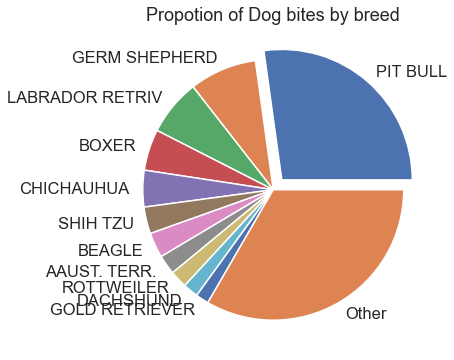 Propotion of Dog bites by breed
GERM SHEPHERD
PIT BULL
LABRADOR RETRIV
BOXER
CHICHAUHUA
SHIH TZU
BEAGLE
AAUST. TERR.
ROTTWEILER
DACHSHUND
GOLD RETRIEVER
Other